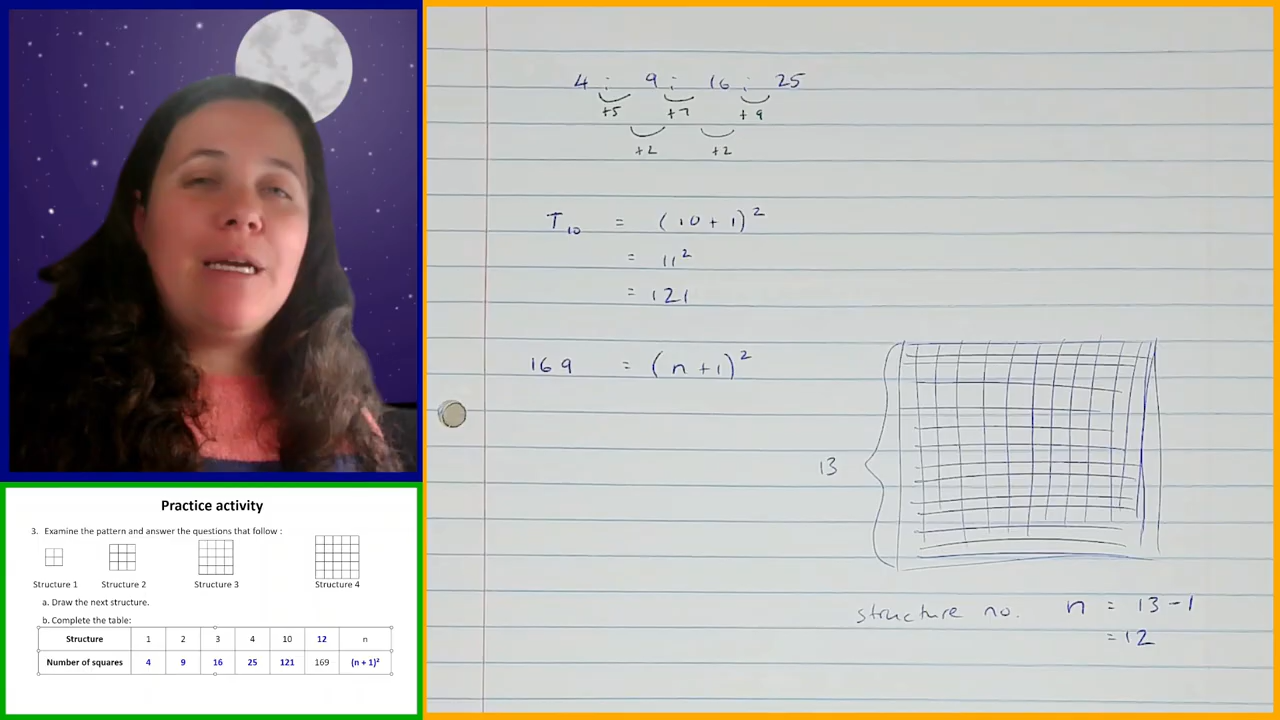 4 ; 9 ; 16 ; 25
+5 +7 +9
+2 +2
T₁₀ = (10 + 1)²
= 11²
= 121
169 = (n + 1)²
13
structure no. n = 13 - 1
= 12
Practice activity
3. Examine the pattern and answer the questions that follow :
Structure 1 Structure 2 Structure 3 Structure 4
a. Draw the next structure.
b. Complete the table:
Structure 1 2 3 4 10 12 n
Number of squares 4 9 16 25 121 169 (n + 1)²